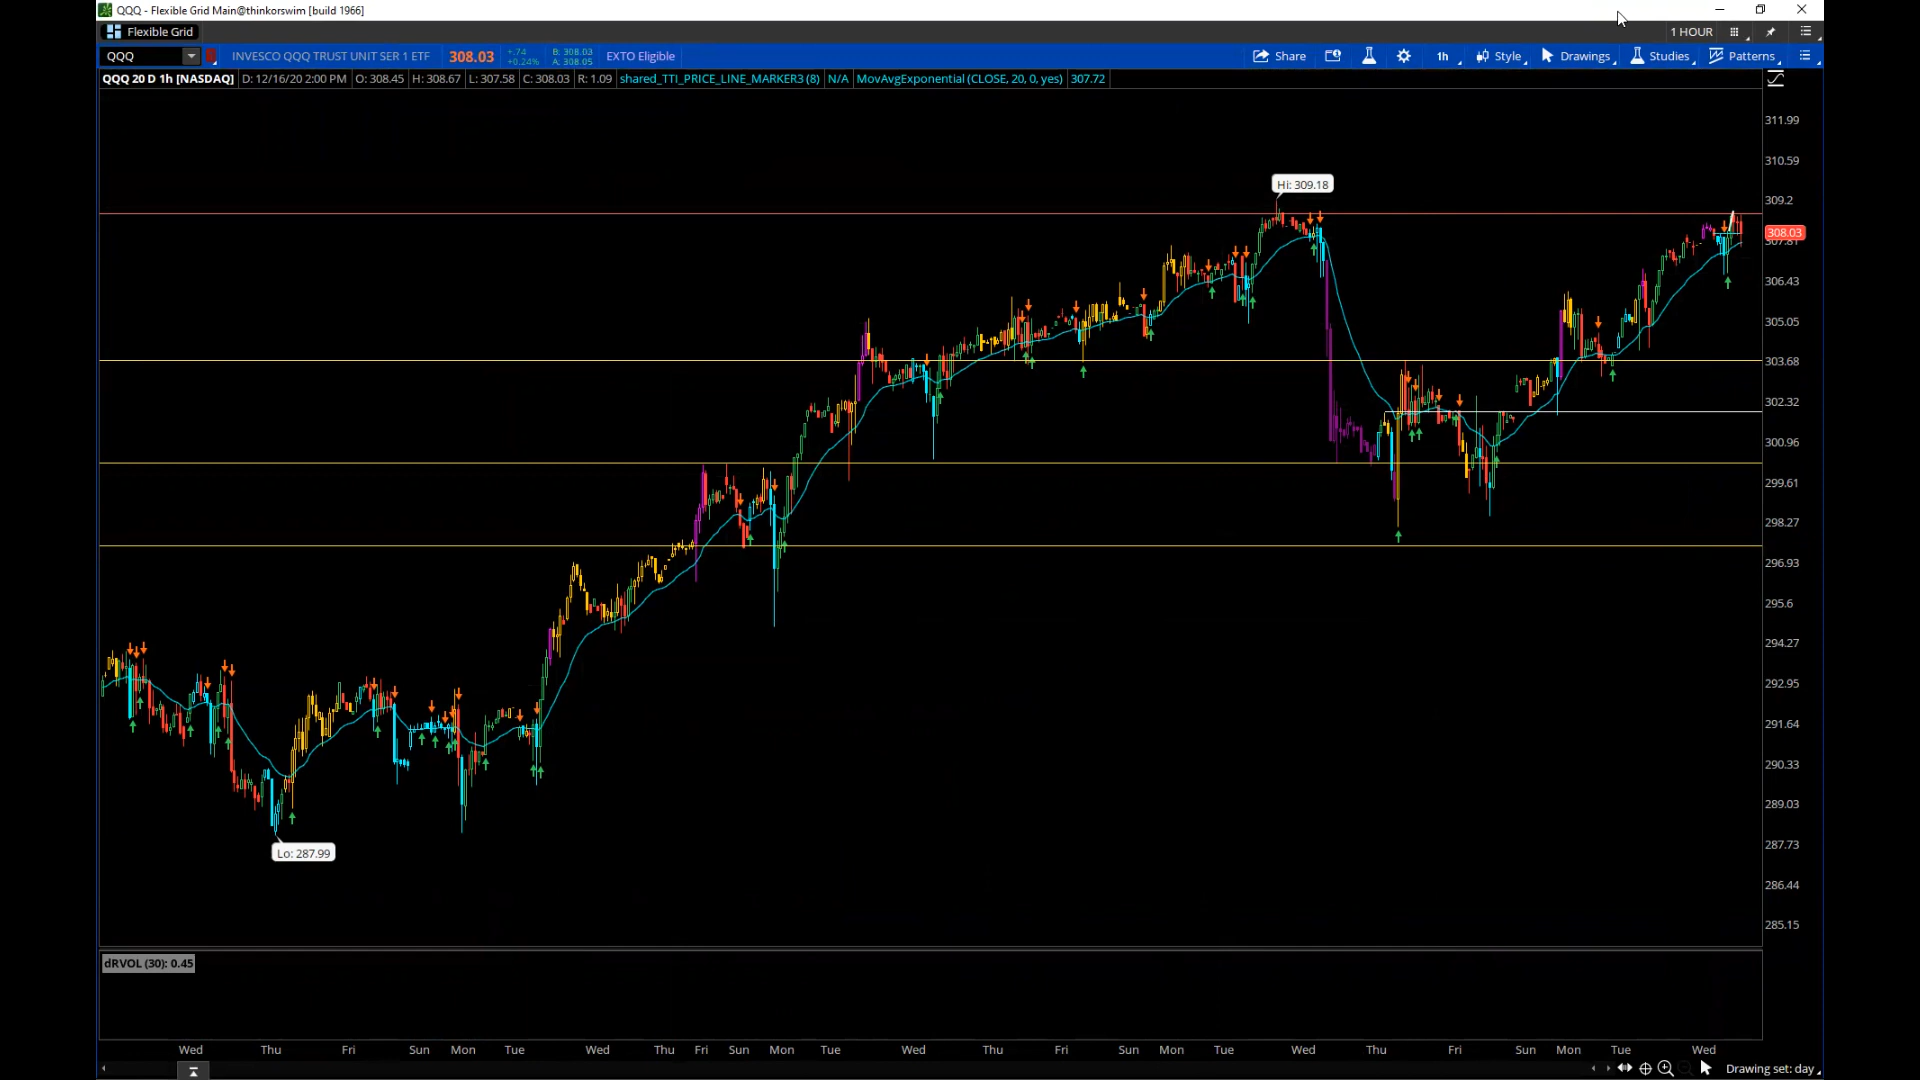 QQQ - Flexible Grid Main@thinkorswim [build 1966]
Flexible Grid
1 HOUR
QQQ
INVESCO QQQ TRUST UNIT SER 1 ETF
308.03
+.74
+0.24%
B: 308.03
A: 308.05
EXTO Eligible
Share
1h
Style
Drawings
Studies
Patterns
QQQ 20 D 1h [NASDAQ]
D: 12/16/20 2:00 PM
O: 308.45
H: 308.67
L: 307.58
C: 308.03
R: 1.09
shared_TTI_PRICE_LINE_MARKER3 (8)
N/A
MovAvgExponential (CLOSE, 20, 0, yes)
307.72
311.99
310.59
Hi: 309.18
309.2
308.03
307.81
306.43
305.05
303.68
302.32
300.96
299.61
298.27
296.93
295.6
294.27
292.95
291.64
290.33
289.03
Lo: 287.99
287.73
286.44
285.15
dRVOL (30): 0.45
Wed Thu Fri Sun Mon Tue Wed Thu Fri Sun Mon Tue Wed Thu Fri Sun Mon Tue Wed Thu Fri Sun Mon Tue Wed
Drawing set: day